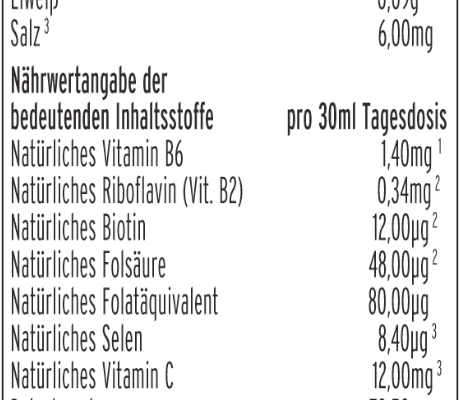 Eiweiß 0,09g
Salz ³ 6,00mg
Nährwertangabe der
bedeutenden Inhaltsstoffe pro 30ml Tagesdosis
Natürliches Vitamin B6 1,40mg ¹
Natürliches Riboflavin (Vit. B2) 0,34mg ²
Natürliches Biotin 12,00µg ²
Natürliches Folsäure 48,00µg ²
Natürliches Folatäquivalent 80,00µg
Natürliches Selen 8,40µg ³
Natürliches Vitamin C 12,00mg ³